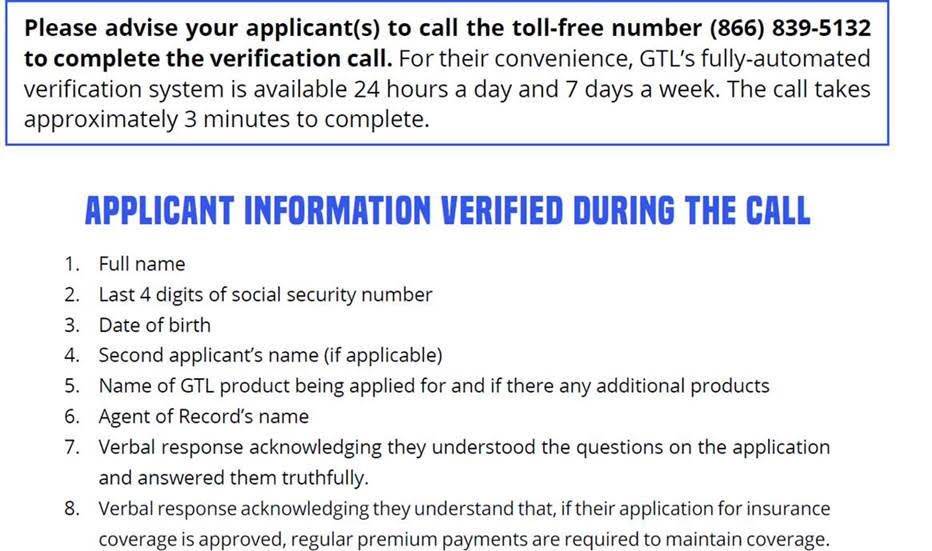 Please advise your applicant(s) to call the toll-free number (866) 839-5132
to complete the verification call. For their convenience, GTL's fully-automated
verification system is available 24 hours a day and 7 days a week. The call takes
approximately 3 minutes to complete.
APPLICANT INFORMATION VERIFIED DURING THE CALL
1. Full name
2. Last 4 digits of social security number
3. Date of birth
4. Second applicant's name (if applicable)
5. Name of GTL product being applied for and if there any additional products
6. Agent of Record's name
7. Verbal response acknowledging they understood the questions on the application
and answered them truthfully.
8. Verbal response acknowledging they understand that, if their application for insurance
coverage is approved, regular premium payments are required to maintain coverage.